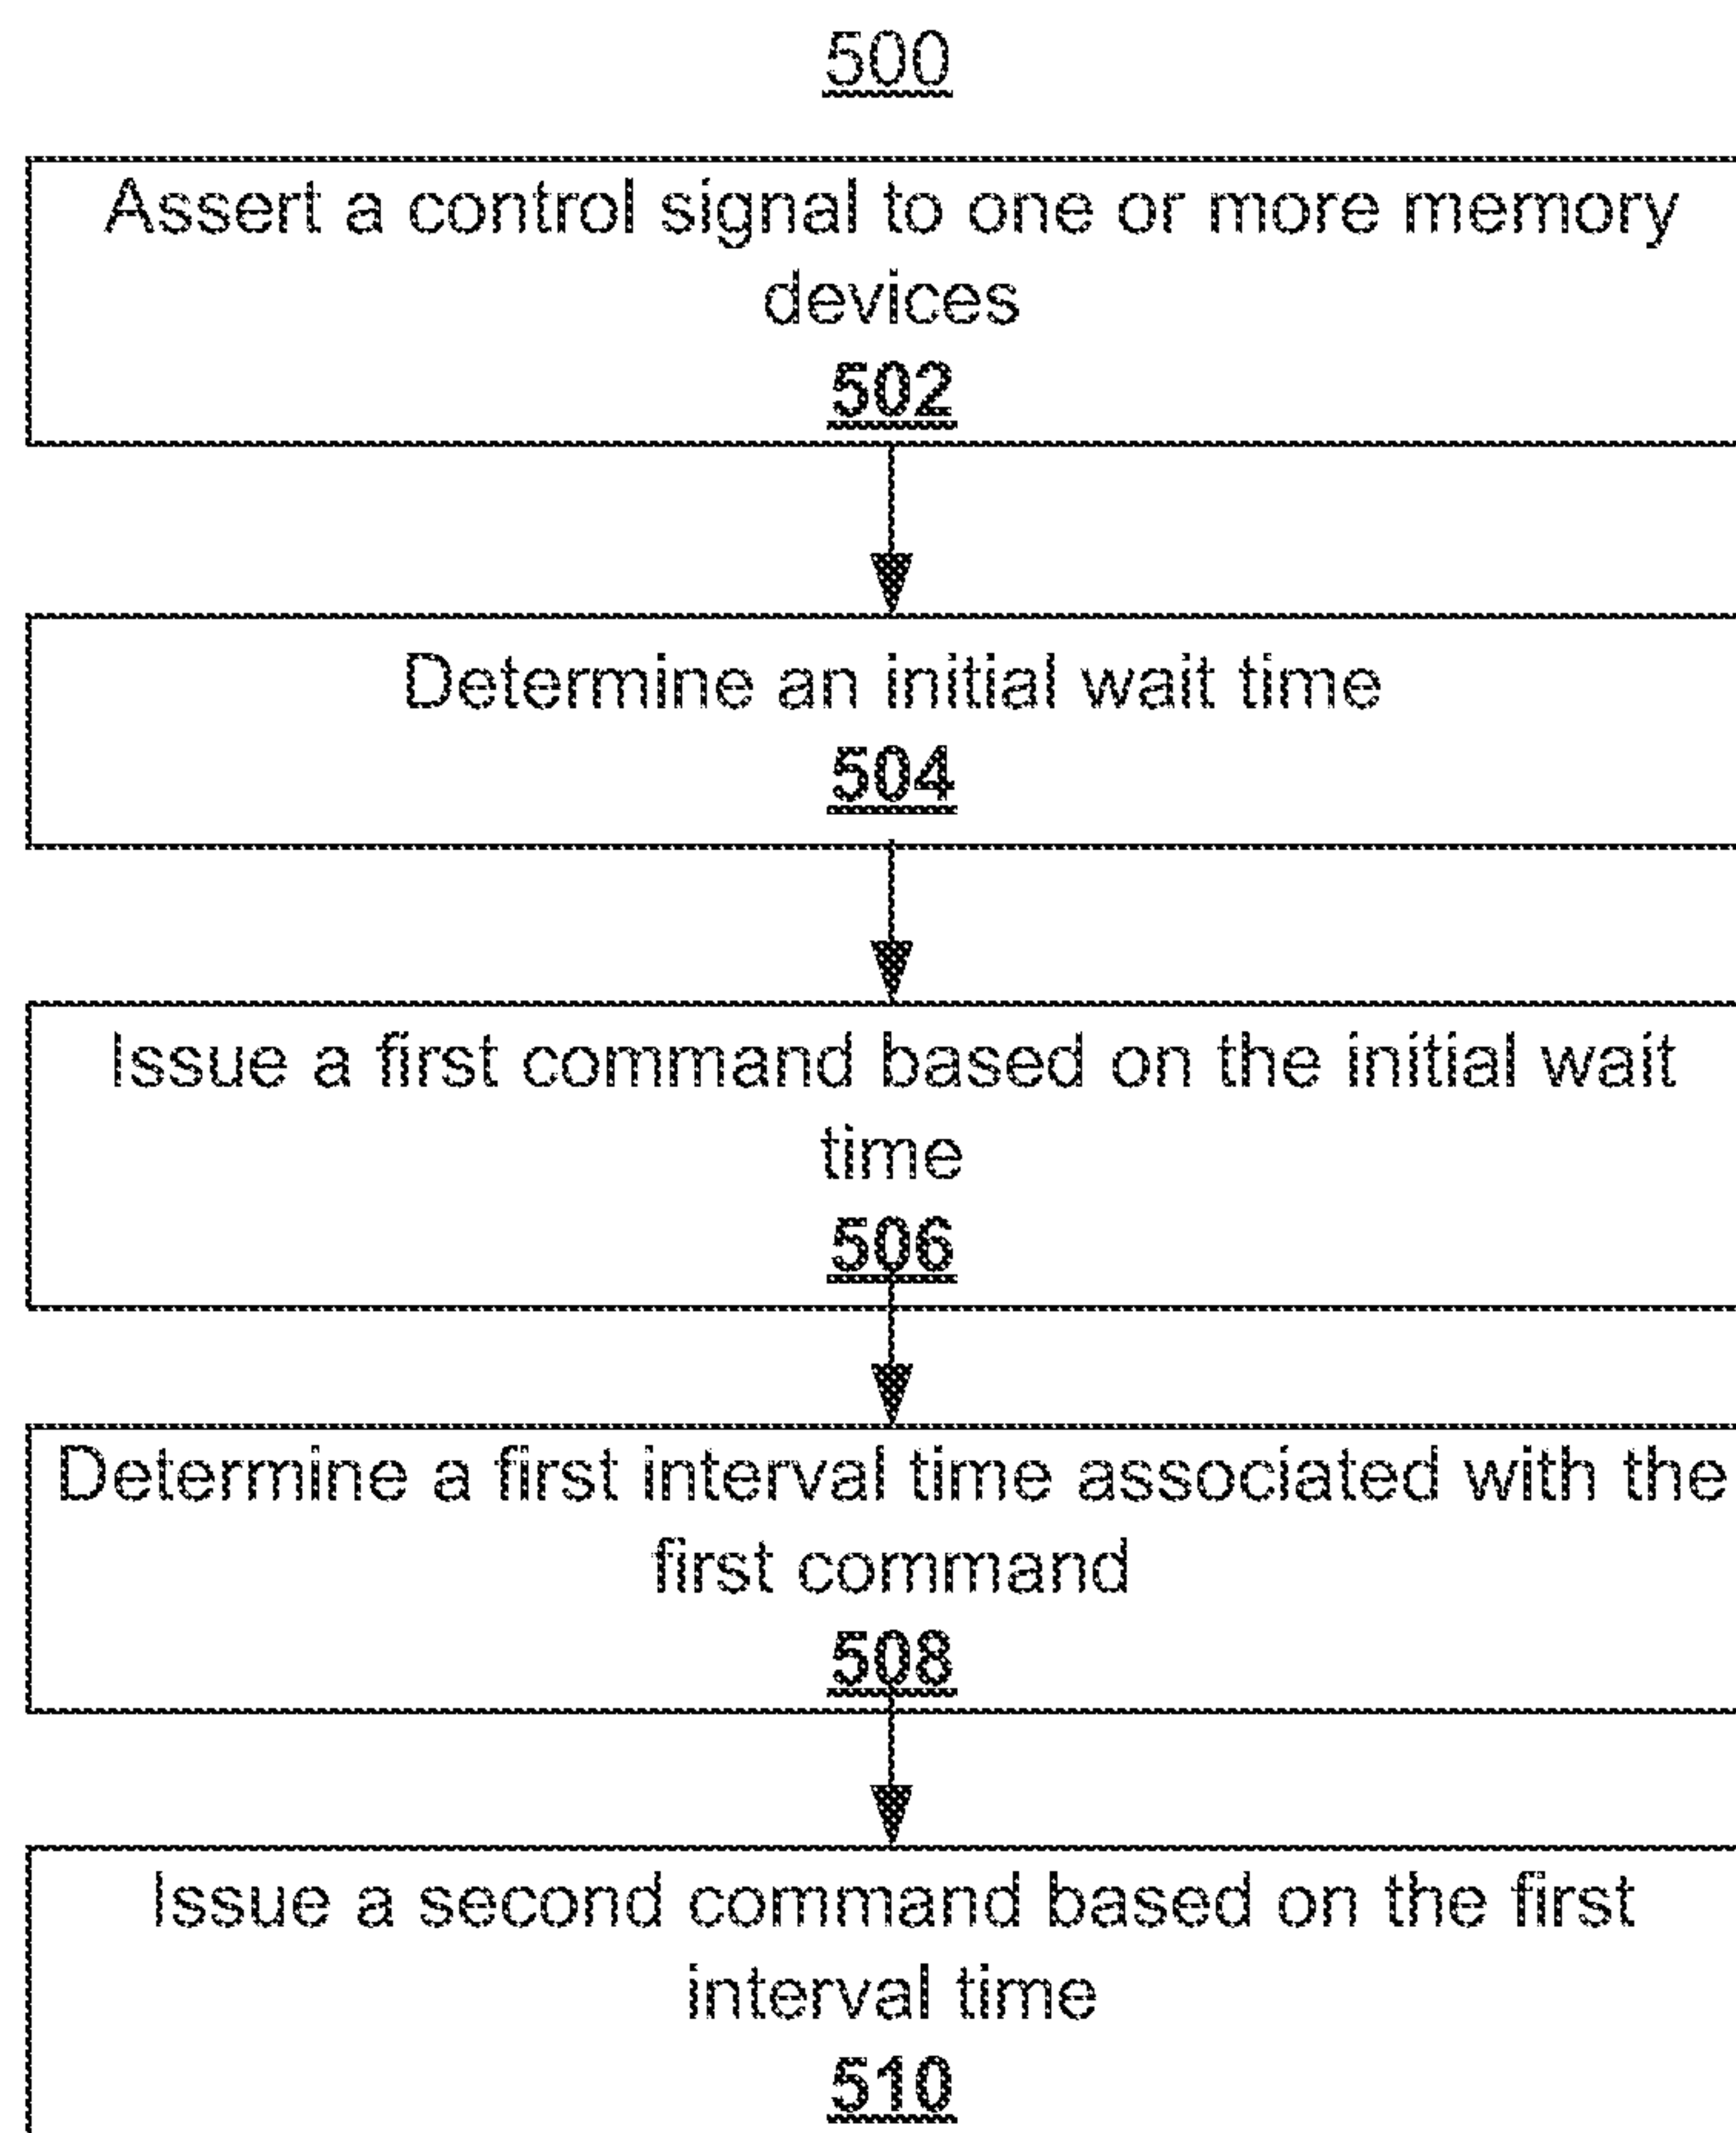 500
Assert a control signal to one or more memory
devices
502
Determine an initial wait time
504
Issue a first command based on the initial wait
time
506
Determine a first interval time associated with the
first command
508
Issue a second command based on the first
interval time
510